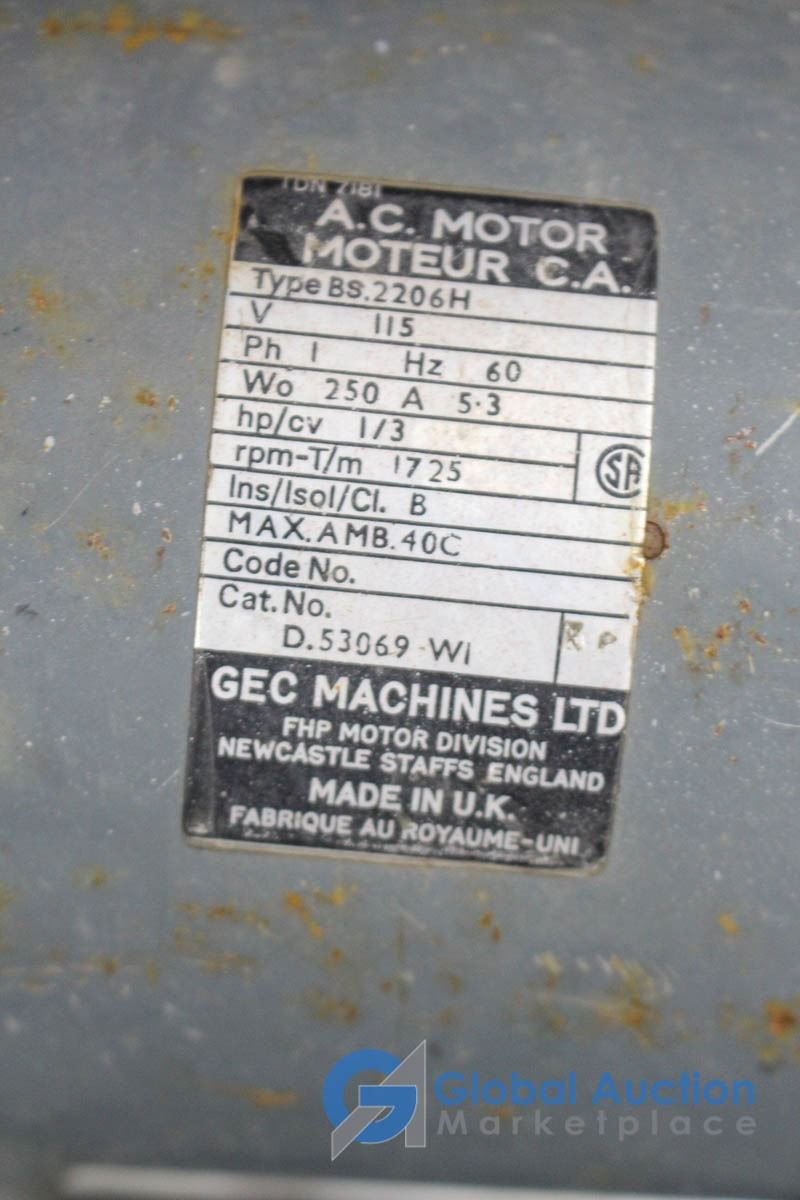 TDN 2181
A.C. MOTOR
MOTEUR C.A.
Type BS.2206H
V 115
Ph 1 Hz 60
Wo 250 A 5·3
hp/cv 1/3
rpm-T/m 1725
SA
Ins/Isol/Cl. B
MAX.AMB.40C
Code No.
Cat.No.
D.53069-W1
GEC MACHINES LTD
FHP MOTOR DIVISION
NEWCASTLE STAFFS ENGLAND
MADE IN U.K.
FABRIQUE AU ROYAUME-UNI
Global Auction
Marketplace